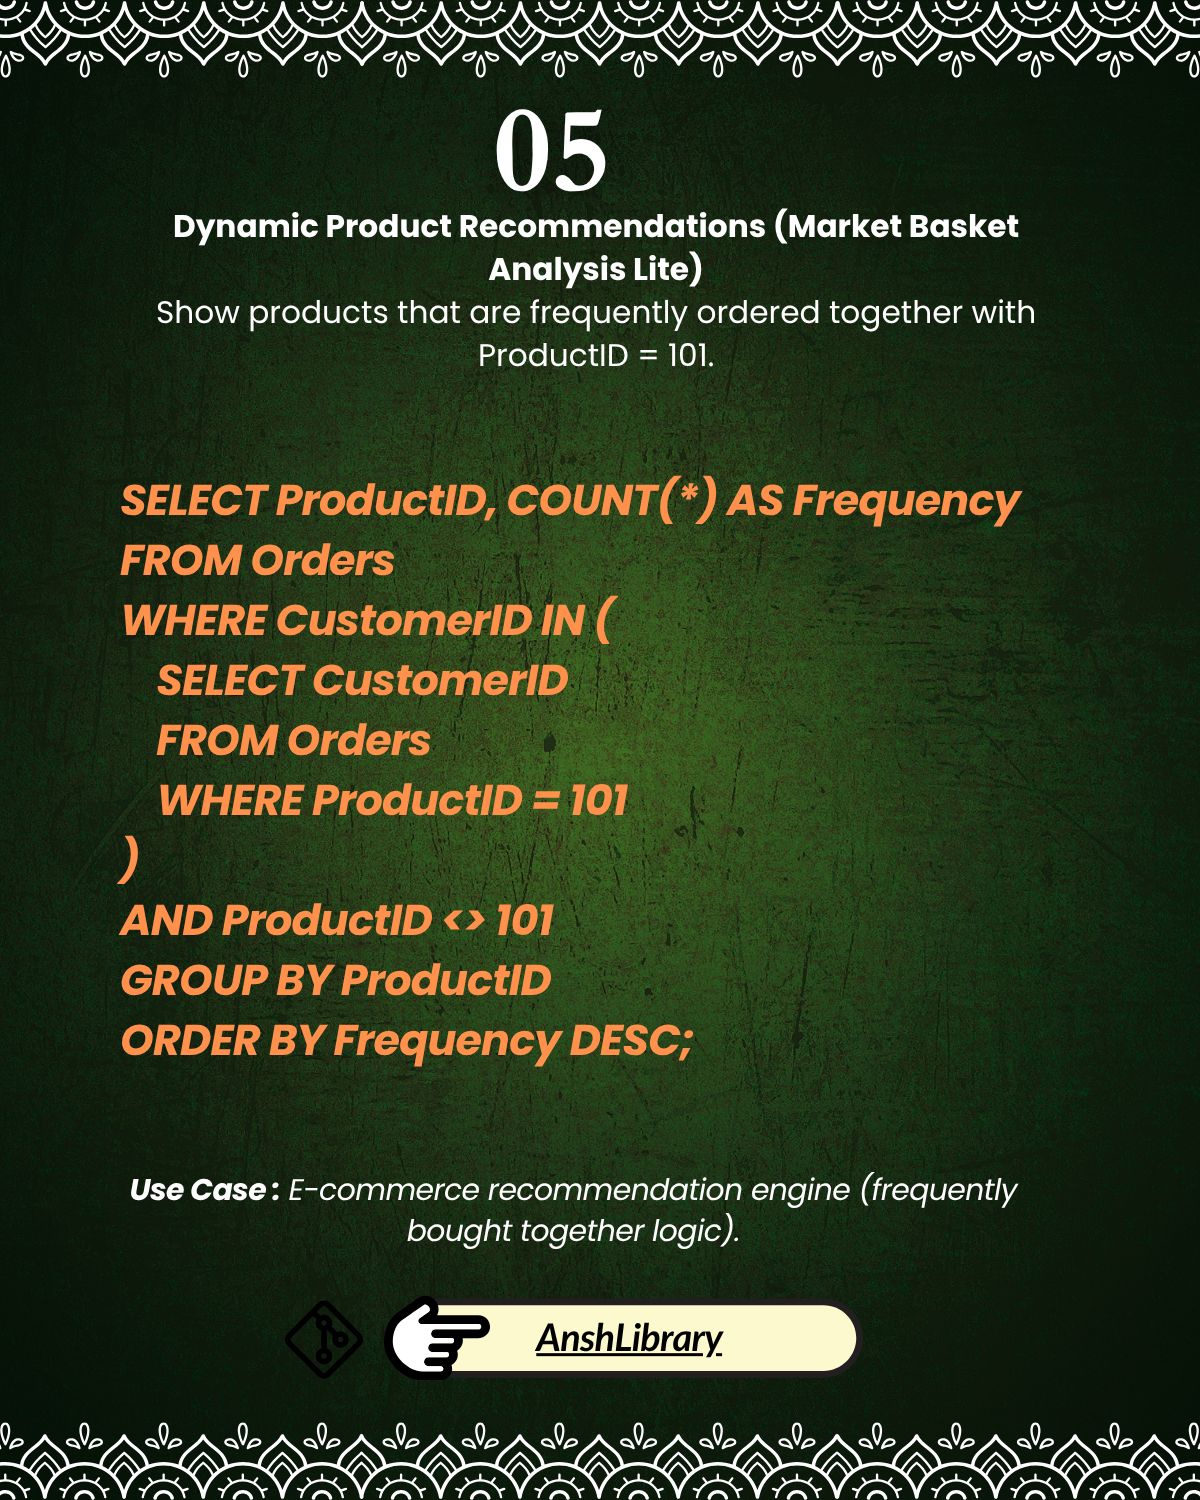 05
Dynamic Product Recommendations (Market Basket
Analysis Lite)
Show products that are frequently ordered together with
ProductID = 101.
SELECT ProductID, COUNT(*) AS Frequency
FROM Orders
WHERE CustomerID IN (
SELECT CustomerID
FROM Orders
WHERE ProductID = 101
)
AND ProductID <> 101
GROUP BY ProductID
ORDER BY Frequency DESC;
Use Case : E-commerce recommendation engine (frequently
bought together logic).
AnshLibrary